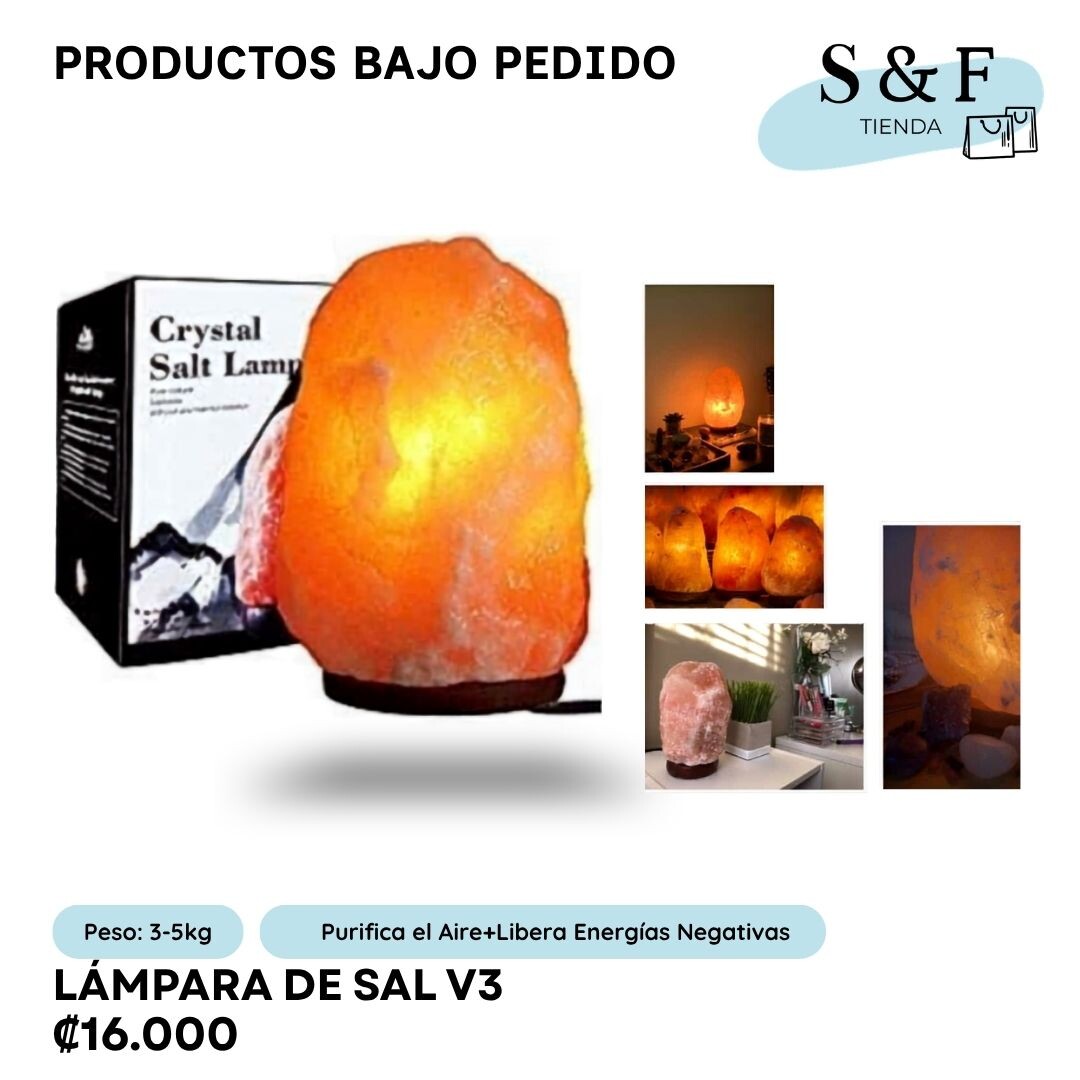 PRODUCTOS BAJO PEDIDO
S & F
TIENDA
Crystal
Salt Lamp
Peso: 3-5kg
Purifica el Aire+Libera Energías Negativas
LÁMPARA DE SAL V3
₡16.000